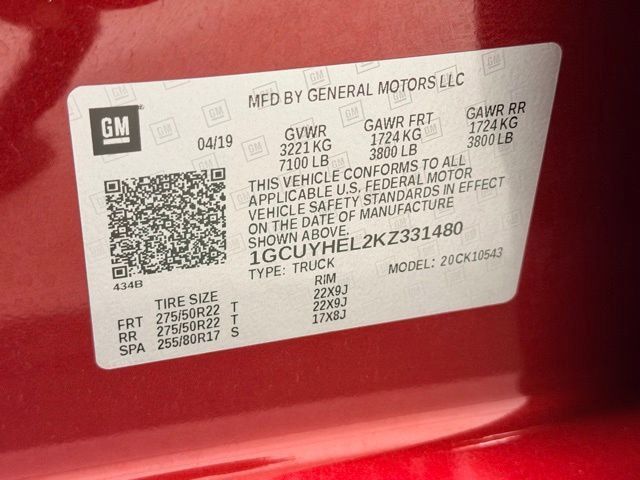 GM
MFD BY GENERAL MOTORS LLC
04/19
GVWR GAWR FRT GAWR RR
3221 KG 1724 KG 1724 KG
7100 LB 3800 LB 3800 LB
THIS VEHICLE CONFORMS TO ALL
APPLICABLE U.S. FEDERAL MOTOR
VEHICLE SAFETY STANDARDS IN EFFECT
ON THE DATE OF MANUFACTURE
SHOWN ABOVE.
1GCUYHEL2KZ331480
TYPE: TRUCK MODEL: 20CK10543
434B
TIRE SIZE RIM
FRT 275/50R22 T 22X9J
RR 275/50R22 T 22X9J
SPA 255/80R17 S 17X8J